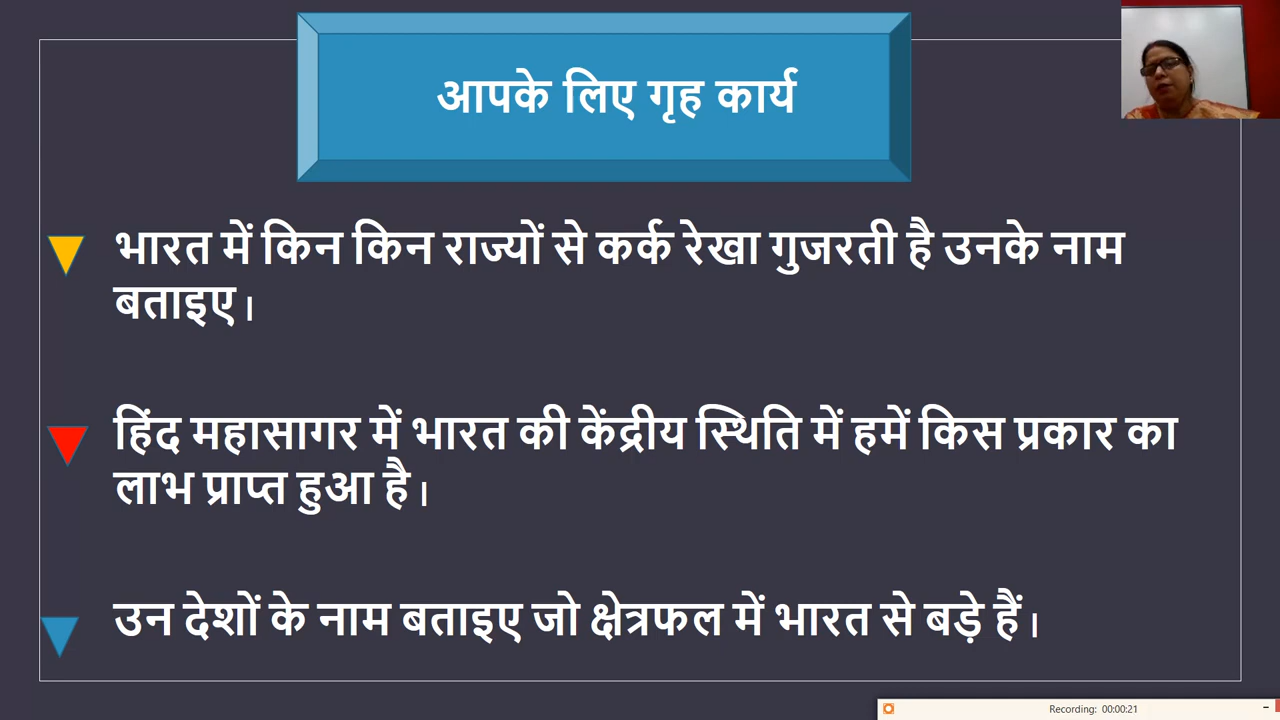 आपके लिए गृह कार्य
भारत में किन किन राज्यों से कर्क रेखा गुजरती है उनके नाम
बताइए।
हिंद महासागर में भारत की केंद्रीय स्थिति में हमें किस प्रकार का
लाभ प्राप्त हुआ है।
उन देशों के नाम बताइए जो क्षेत्रफल में भारत से बड़े हैं।
Recording: 00:00:21